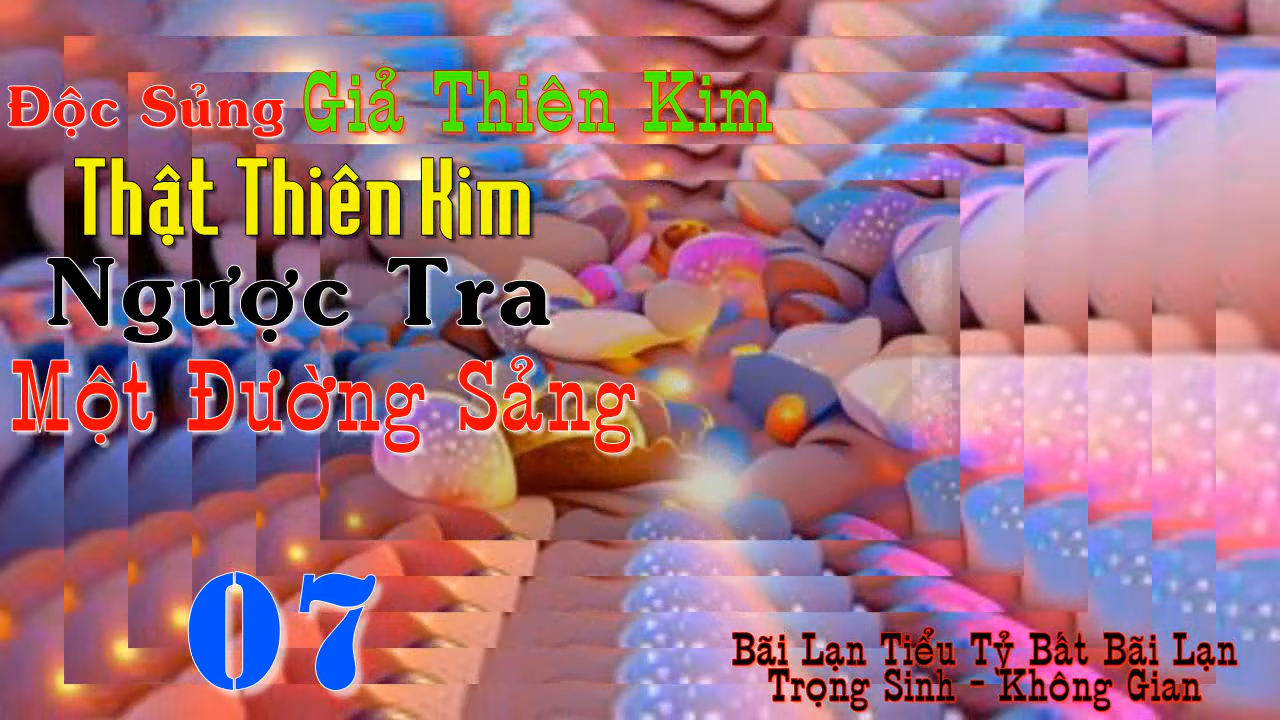 Độc Sủng Giả Thiên Kim
Thật Thiên Kim
Ngược Tra
Một Đường Sảng
07
Bãi Lạn Tiểu Tỷ Bât Bãi Lạn
Trọng Sinh - Không Gian